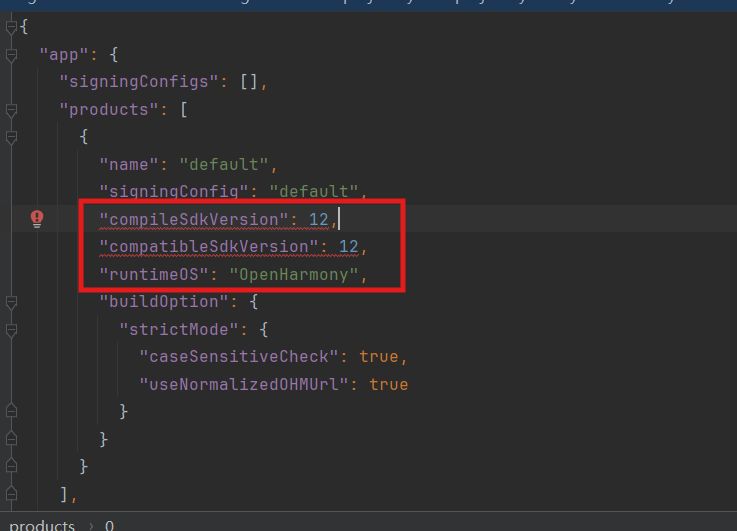 {
"app": {
"signingConfigs": [],
"products": [
{
"name": "default",
"signingConfig": "default",
"compileSdkVersion": 12,
"compatibleSdkVersion": 12,
"runtimeOS": "OpenHarmony",
"buildOption": {
"strictMode": {
"caseSensitiveCheck": true,
"useNormalizedOHMUrl": true
}
}
}
],
products › 0